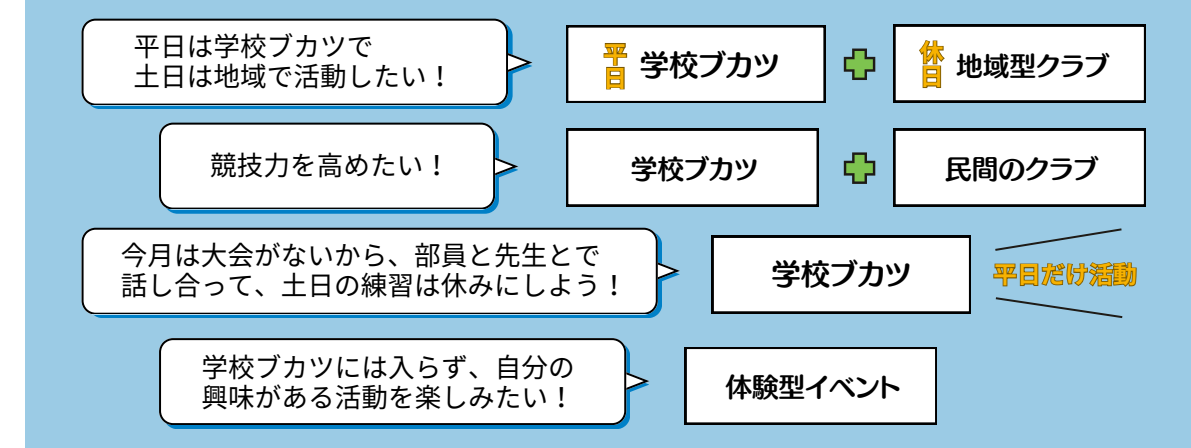 平日は学校ブカツで
土日は地域で活動したい！
平日 学校ブカツ
休日 地域型クラブ
競技力を高めたい！
学校ブカツ
民間のクラブ
今月は大会がないから、部員と先生とで
話し合って、土日の練習は休みにしよう！
学校ブカツ
平日だけ活動
学校ブカツには入らず、自分の
興味がある活動を楽しみたい！
体験型イベント